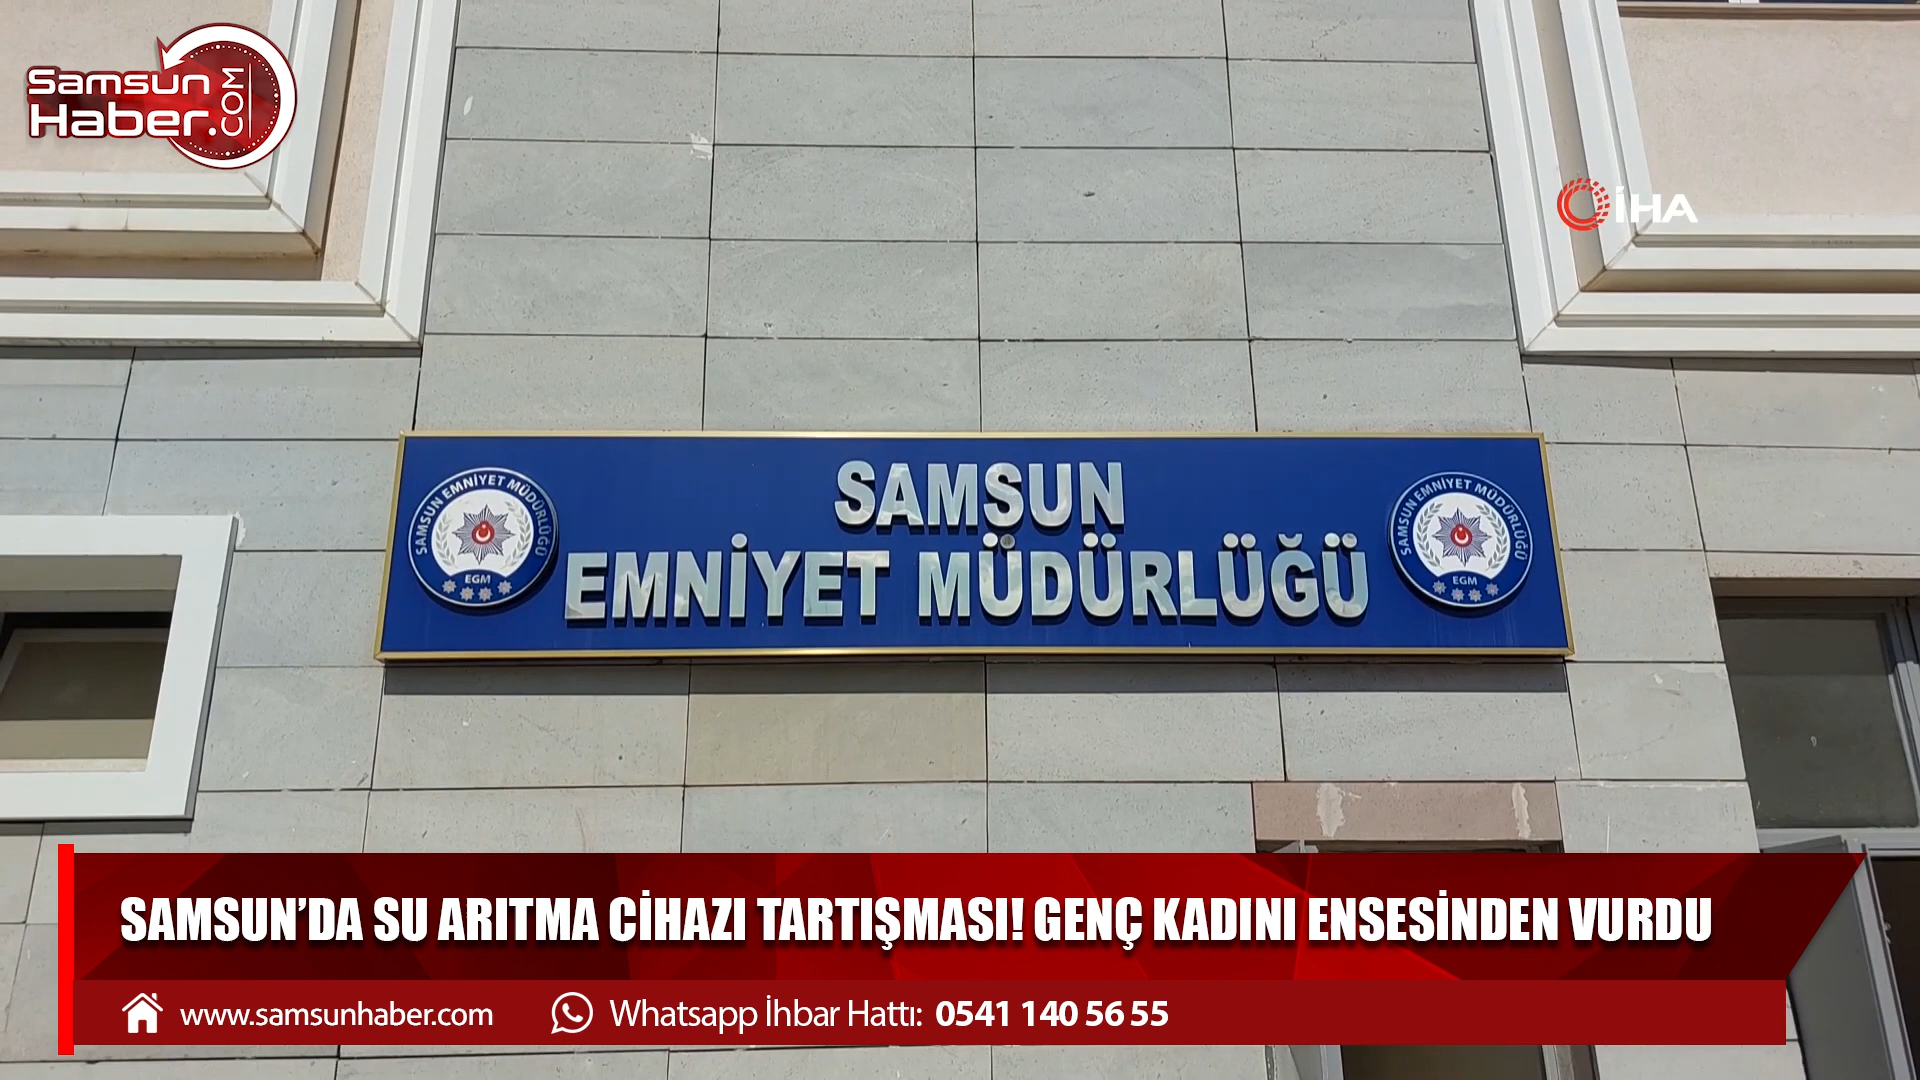 Samsun
Haber.COM
İHA
SAMSUN
EMNİYET MÜDÜRLÜĞÜ
SAMSUN EMNİYET MÜDÜRLÜĞÜ
EGM
SAMSUN EMNİYET MÜDÜRLÜĞÜ
EGM
SAMSUN’DA SU ARITMA CİHAZI TARTIŞMASI! GENÇ KADINI ENSESİNDEN VURDU
www.samsunhaber.com
Whatsapp İhbar Hattı: 0541 140 56 55